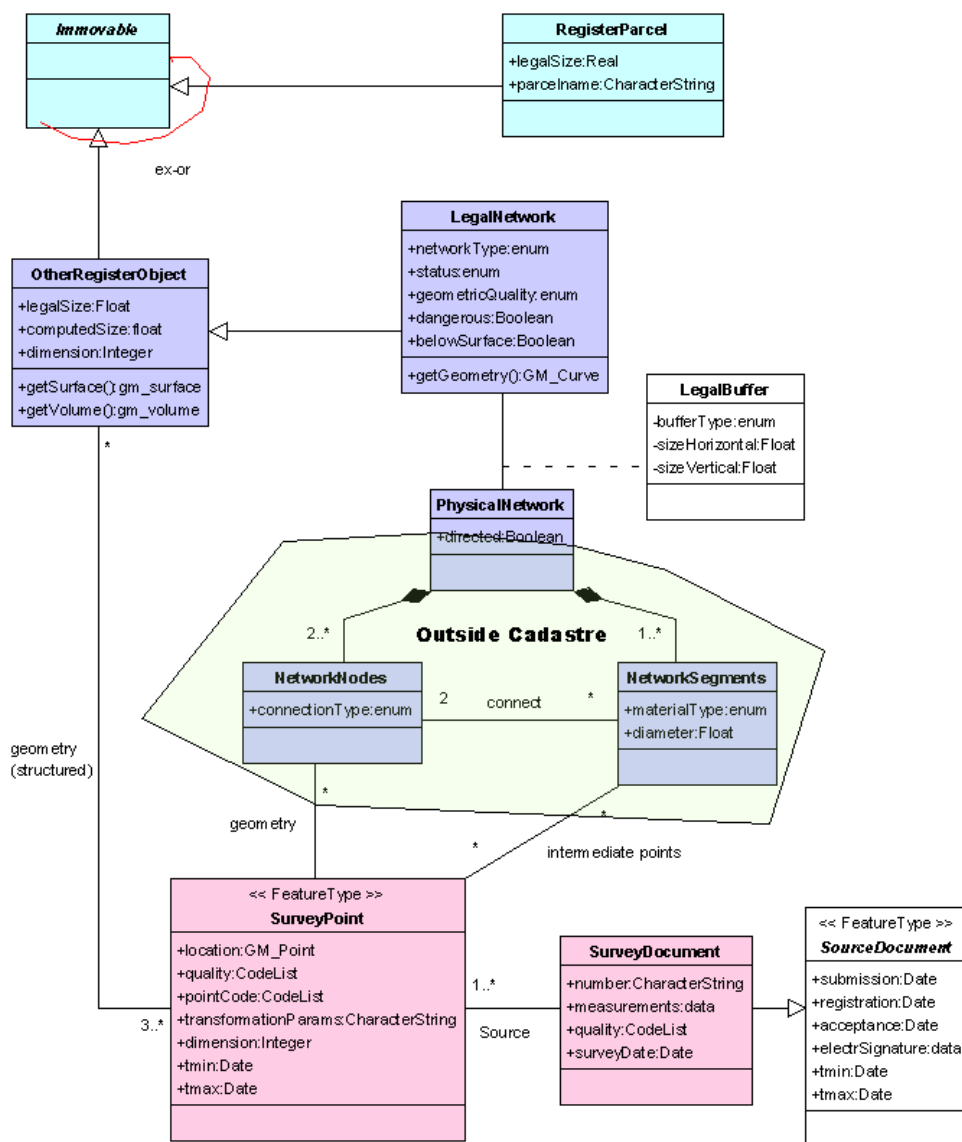 Immovable
RegisterParcel
+legalSize:Real
+parcelname:CharacterString
ex-or
LegalNetwork
+networkType:enum
+status:enum
+geometricQuality:enum
+dangerous:Boolean
+belowSurface:Boolean
+getGeometry():GM_Curve
OtherRegisterObject
+legalSize:Float
+computedSize:float
+dimension:Integer
+getSurface():gm_surface
+getVolume():gm_volume
*
LegalBuffer
-bufferType:enum
-sizeHorizontal:Float
-sizeVertical:Float
PhysicalNetwork
+directed:Boolean
2..*
Outside Cadastre
1..*
NetworkNodes
+connectionType:enum
2
connect
*
NetworkSegments
+materialType:enum
+diameter:Float
geometry
(structured)
*
geometry
*
*
intermediate points
<< FeatureType >>
SurveyPoint
+location:GM_Point
+quality:CodeList
+pointCode:CodeList
+transformationParams:CharacterString
+dimension:Integer
+tmin:Date
+tmax:Date
3..*
1..*
Source
SurveyDocument
+number:CharacterString
+measurements:data
+quality:CodeList
+surveyDate:Date
<< FeatureType >>
SourceDocument
+submission:Date
+registration:Date
+acceptance:Date
+electrSignature:data
+tmin:Date
+tmax:Date